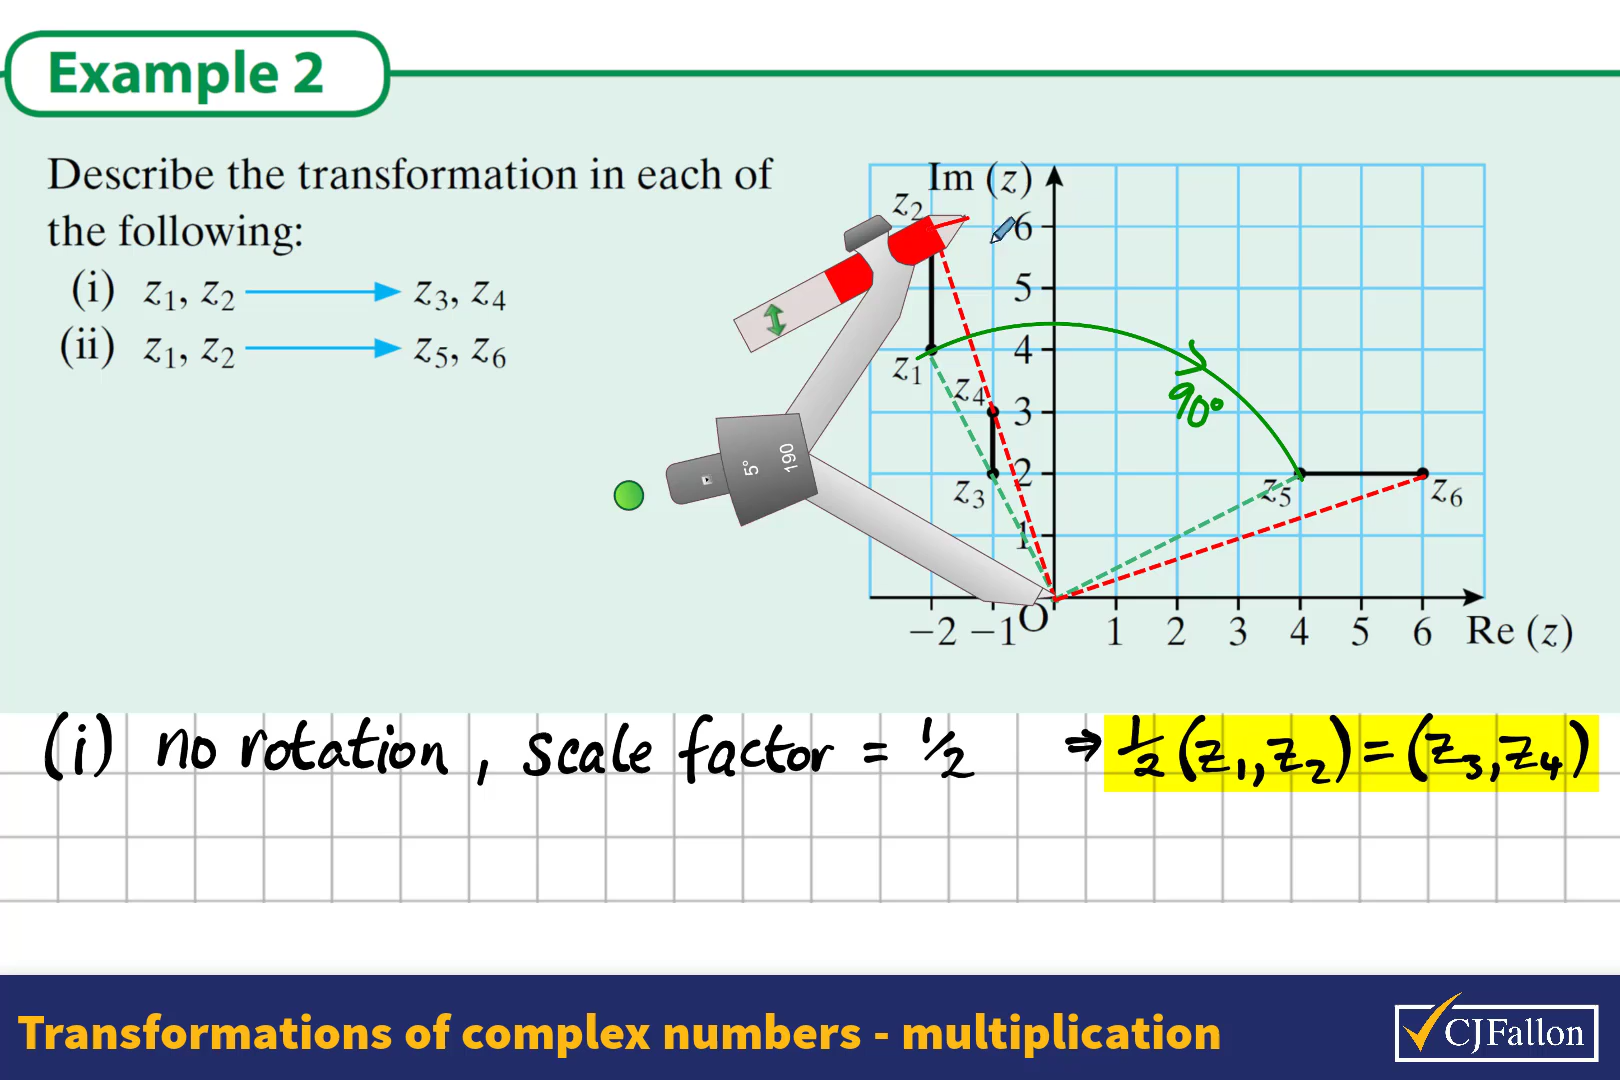 Example 2
Describe the transformation in each of
the following:
(i) z1, z2 → z3, z4
(ii) z1, z2 → z5, z6
Im (z)
z2
6
5
4
z1
z4
3
90°
2
z3
z5
z6
1
5°
190
−2 −1 O 1 2 3 4 5 6 Re (z)
(i) no rotation, scale factor = 1/2 ⇒ 1/2 (z1, z2) = (z3, z4)
Transformations of complex numbers - multiplication
CJFallon